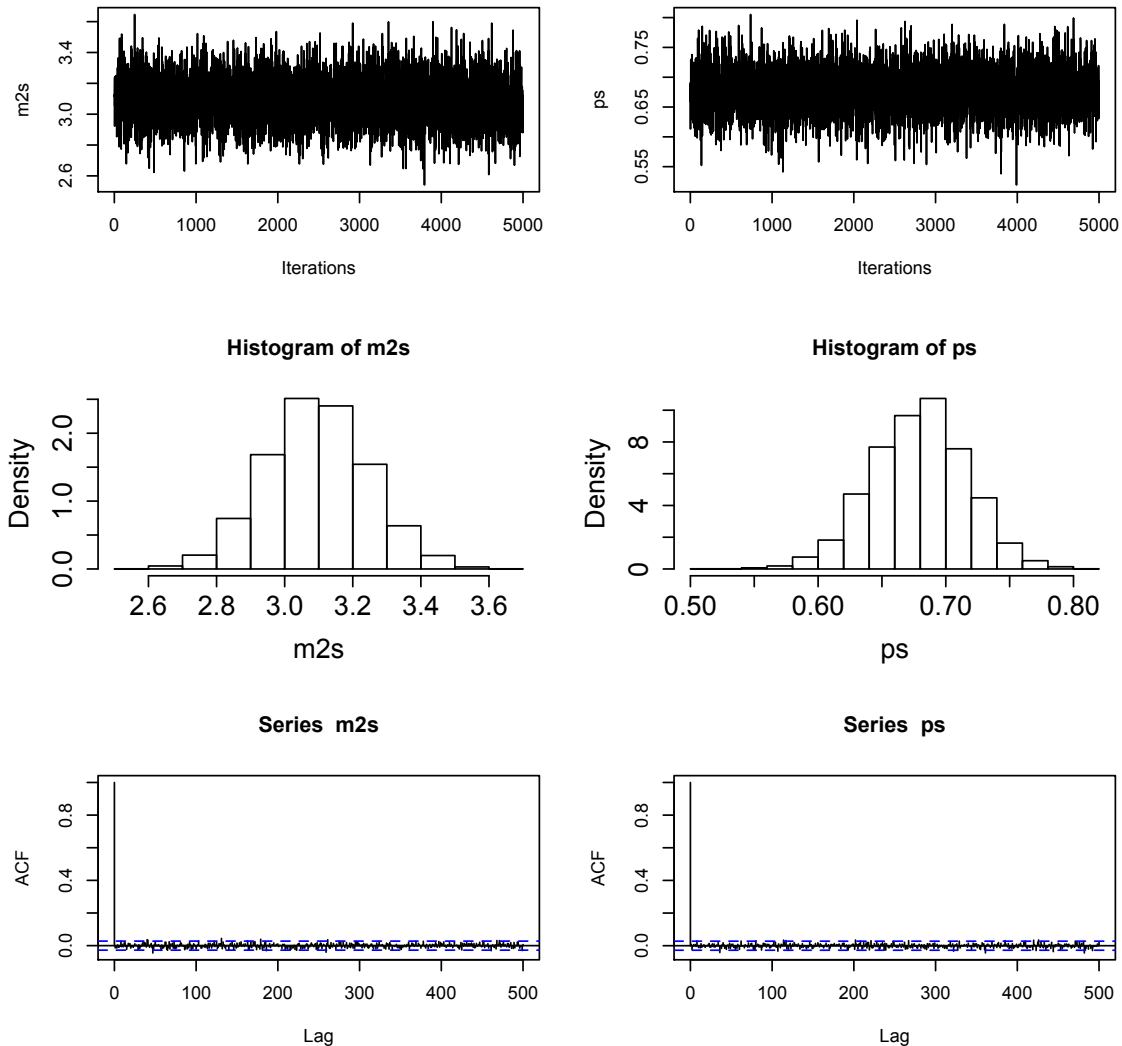 m2s
2.6 3.0 3.4
0 1000 2000 3000 4000 5000
Iterations
ps
0.55 0.65 0.75
0 1000 2000 3000 4000 5000
Iterations
Histogram of m2s
Density
0.0 1.0 2.0
2.6 2.8 3.0 3.2 3.4 3.6
m2s
Histogram of ps
Density
0 4 8
0.50 0.60 0.70 0.80
ps
Series m2s
ACF
0.0 0.4 0.8
0 100 200 300 400 500
Lag
Series ps
ACF
0.0 0.4 0.8
0 100 200 300 400 500
Lag